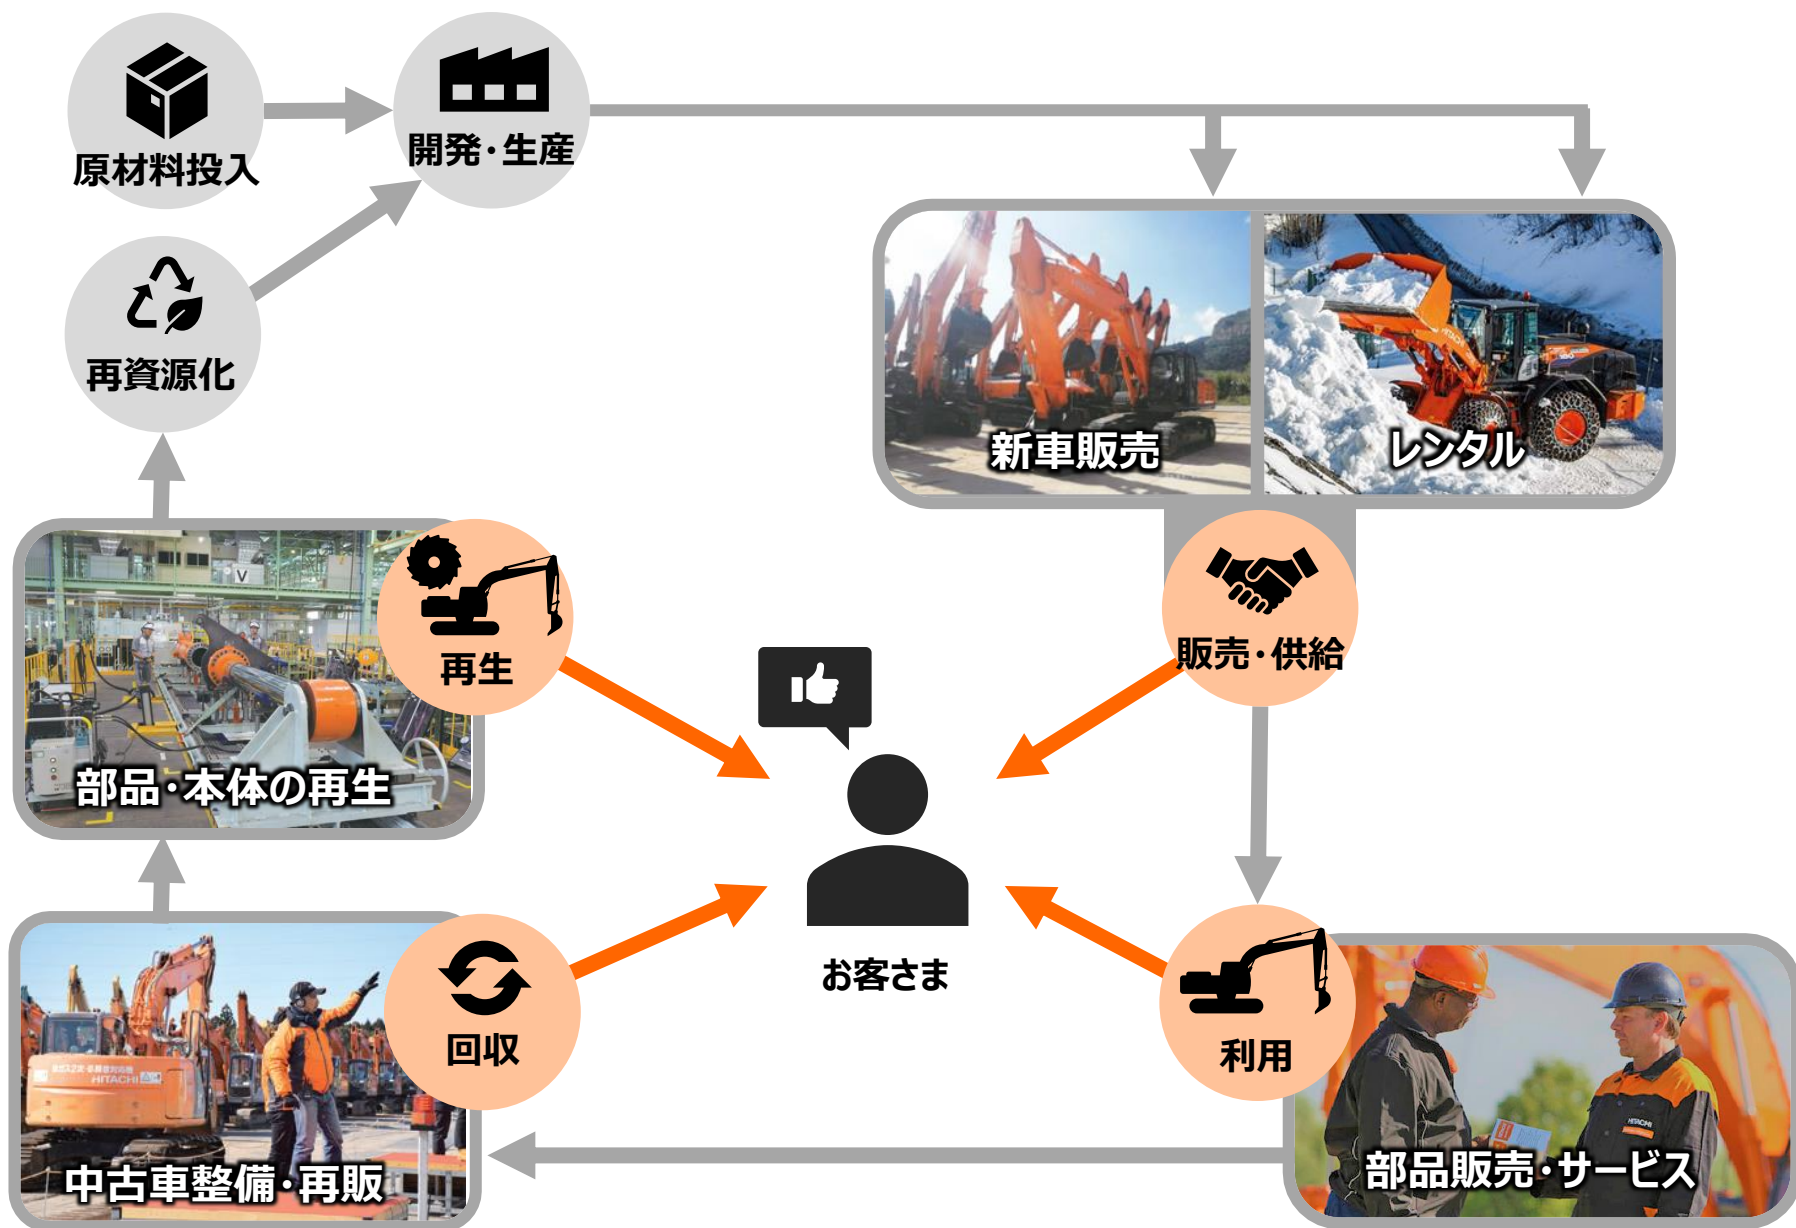 原材料投入
開発・生産
再資源化
新車販売
レンタル
再生
販売・供給
部品・本体の再生
お客さま
回収
利用
HITACHI
HITACHI
中古車整備・再販
部品販売・サービス